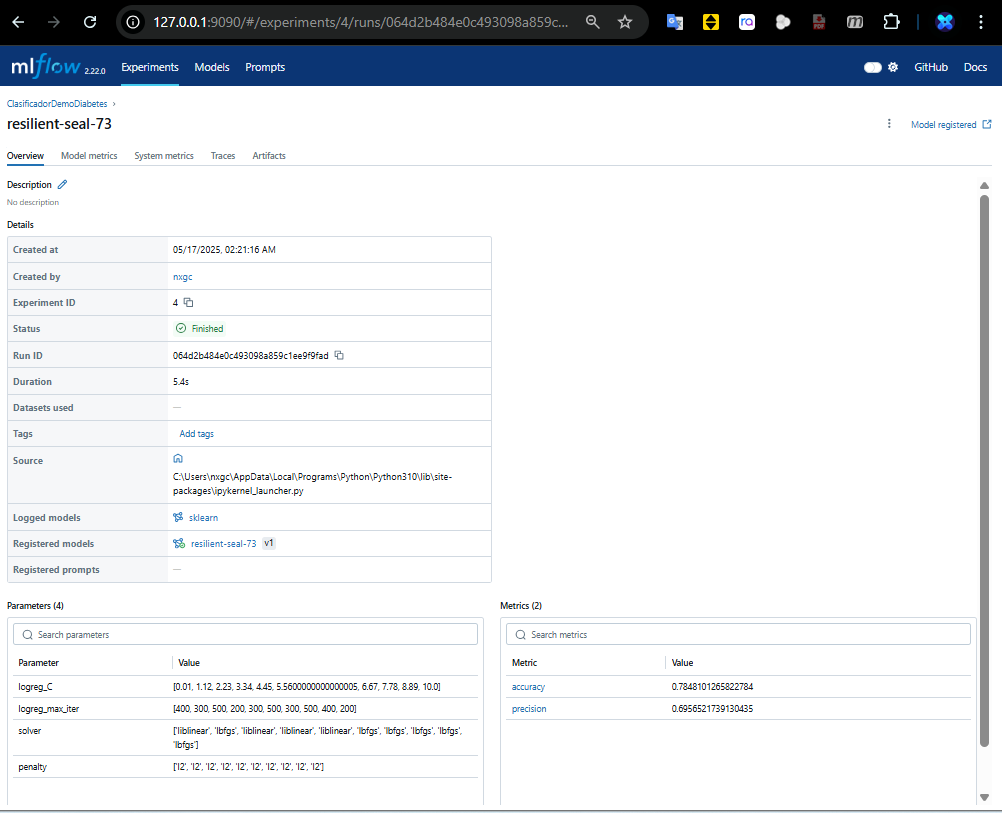 127.0.0.1:9090/#/experiments/4/runs/064d2b484e0c493098a859c...
mlflow 2.22.0 Experiments Models Prompts GitHub Docs
ClasificadorDemoDiabetes ›
resilient-seal-73 Model registered
Overview Model metrics System metrics Traces Artifacts
Description
No description
Details
Created at 05/17/2025, 02:21:16 AM
Created by nxgc
Experiment ID 4
Status Finished
Run ID 064d2b484e0c493098a859c1ee9f9fad
Duration 5.4s
Datasets used —
Tags Add tags
Source
C:\Users\nxgc\AppData\Local\Programs\Python\Python310\lib\site-
packages\ipykernel_launcher.py
Logged models sklearn
Registered models resilient-seal-73 v1
Registered prompts —
Parameters (4) Metrics (2)
Search parameters Search metrics
Parameter Value Metric Value
logreg_C [0.01, 1.12, 2.23, 3.34, 4.45, 5.5600000000000005, 6.67, 7.78, 8.89, 10.0] accuracy 0.7848101265822784
logreg_max_iter [400, 300, 500, 200, 300, 500, 300, 500, 400, 200] precision 0.6956521739130435
solver ['liblinear', 'lbfgs', 'liblinear', 'liblinear', 'liblinear', 'lbfgs', 'lbfgs', 'lbfgs', 'lbfgs',
'lbfgs']
penalty ['l2', 'l2', 'l2', 'l2', 'l2', 'l2', 'l2', 'l2', 'l2', 'l2']